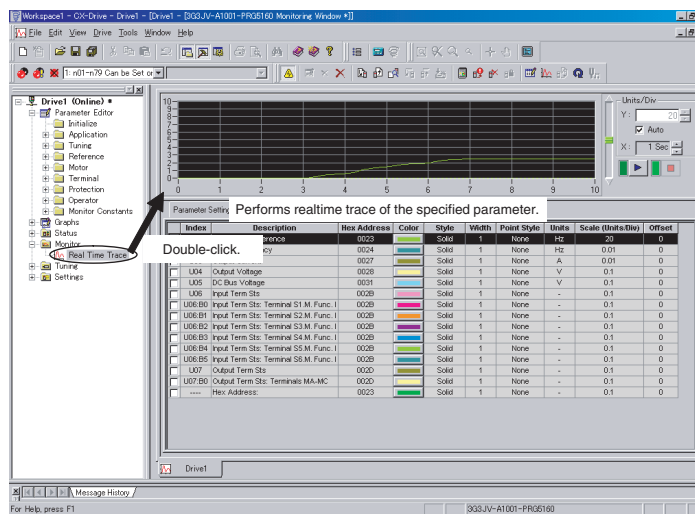 Workspace1 - GX-Drive - Drive1 - [Drive1 - [3G3JV-A1001-PRG5160 Monitoring Window *]]
File Edit View Drive Tools Window Help
1: n01-n79 Can be Set or
Drive1 (Online) *
Parameter Editor
Initialize
Application
Tuning
Reference
Motor
Terminal
Protection
Operator
Monitor Constants
Graphs
Status
Monitor
Real Time Trace
Tuning
Settings
Double-click.
10
9
8
7
6
5
4
3
2
1
0
0 1 2 3 4 5 6 7 8 9 10
Units/Div
Y: 20
Auto
X: 1 Sec
Parameter Setting
Performs realtime trace of the specified parameter.
Index Description Hex Address Color Style Width Point Style Units Scale (Units/Div) Offset
erence 0023 Solid 1 None Hz 20 0
cy 0024 Solid 1 None Hz 0.01 0
0027 Solid 1 None A 0.01 0
U04 Output Voltage 0028 Solid 1 None V 0.1 0
U05 DC Bus Voltage 0031 Solid 1 None V 0.1 0
U06 Input Term Sts 002B Solid 1 None - 0.1 0
U06:B0 Input Term Sts: Terminal S1.M. Func. I 002B Solid 1 None - 0.1 0
U06:B1 Input Term Sts: Terminal S2.M. Func. I 002B Solid 1 None - 0.1 0
U06:B2 Input Term Sts: Terminal S3.M. Func. I 002B Solid 1 None - 0.1 0
U06:B3 Input Term Sts: Terminal S4.M. Func. I 002B Solid 1 None - 0.1 0
U06:B4 Input Term Sts: Terminal S5.M. Func. I 002B Solid 1 None - 0.1 0
U06:B5 Input Term Sts: Terminal S6.M. Func. I 002B Solid 1 None - 0.1 0
U07 Output Term Sts 002D Solid 1 None - 0.1 0
U07:B0 Output Term Sts: Terminals MA-MC 002D Solid 1 None - 0.1 0
---- Hex Address: 0023 Solid 1 None - 0.1 0
Drive1
Message History
For Help, press F1
3G3JV-A1001-PRG5160